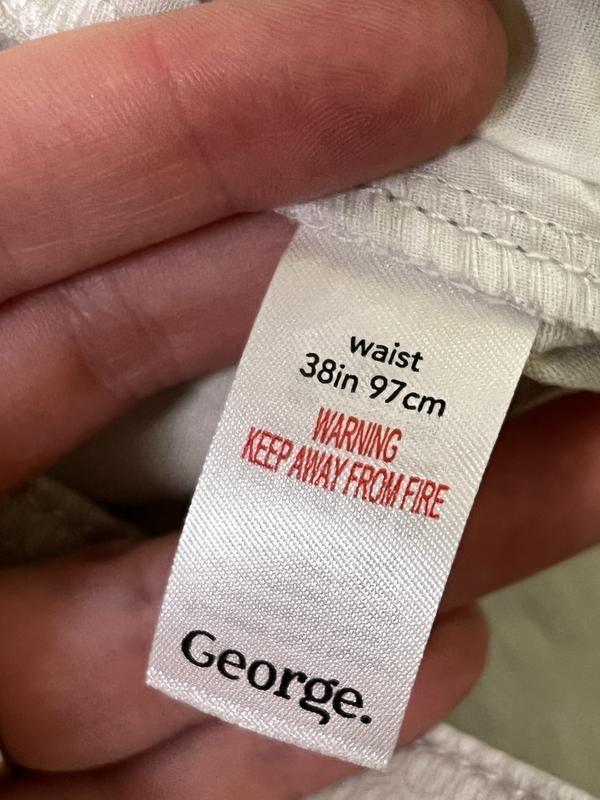 waist
38in 97cm
WARNING
KEEP AWAY FROM FIRE
George.